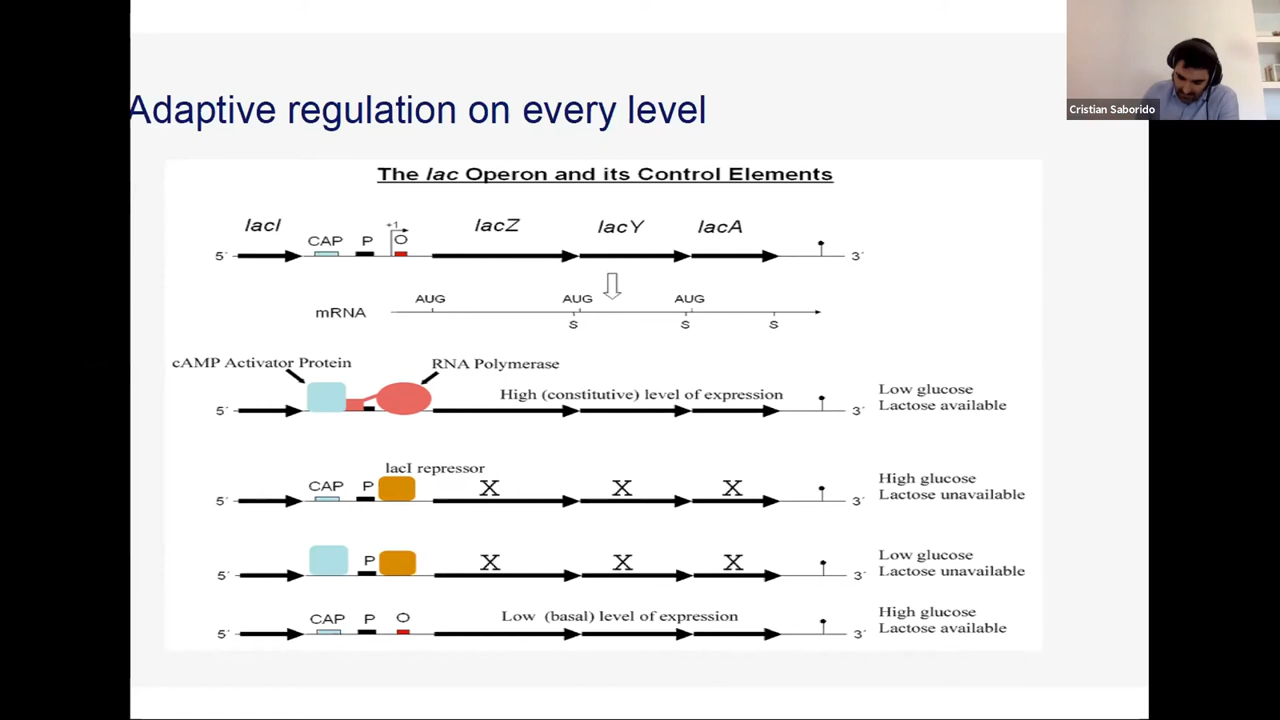 Cristian Saborido
Adaptive regulation on every level
The lac Operon and its Control Elements
lacI
CAP P +1 O
lacZ lacY lacA
5´ 3´
mRNA AUG AUG AUG
S S S
cAMP Activator Protein RNA Polymerase
5´ High (constitutive) level of expression 3´
Low glucose
Lactose available
lacI repressor
CAP P X X X
5´ 3´
High glucose
Lactose unavailable
P X X X
5´ 3´
Low glucose
Lactose unavailable
CAP P O Low (basal) level of expression
5´ 3´
High glucose
Lactose available